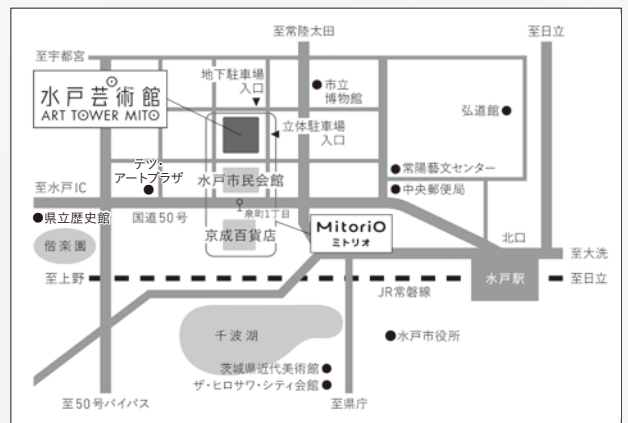 至常陸太田
至日立
至宇都宮
地下駐車場
入口
市立
博物館
水戸芸術館
ART TOWER MITO
弘道館
立体駐車場
入口
テツ・
アートプラザ
常陽藝文センター
水戸市民会館
至水戸IC
中央郵便局
県立歴史館
国道50号
泉町1丁目
MitoriO
ミトリオ
京成百貨店
北口
偕楽園
至大洗
至上野
水戸駅
至日立
JR常磐線
千波湖
水戸市役所
茨城県近代美術館
ザ・ヒロサワ・シティ会館
至50号バイパス
至県庁